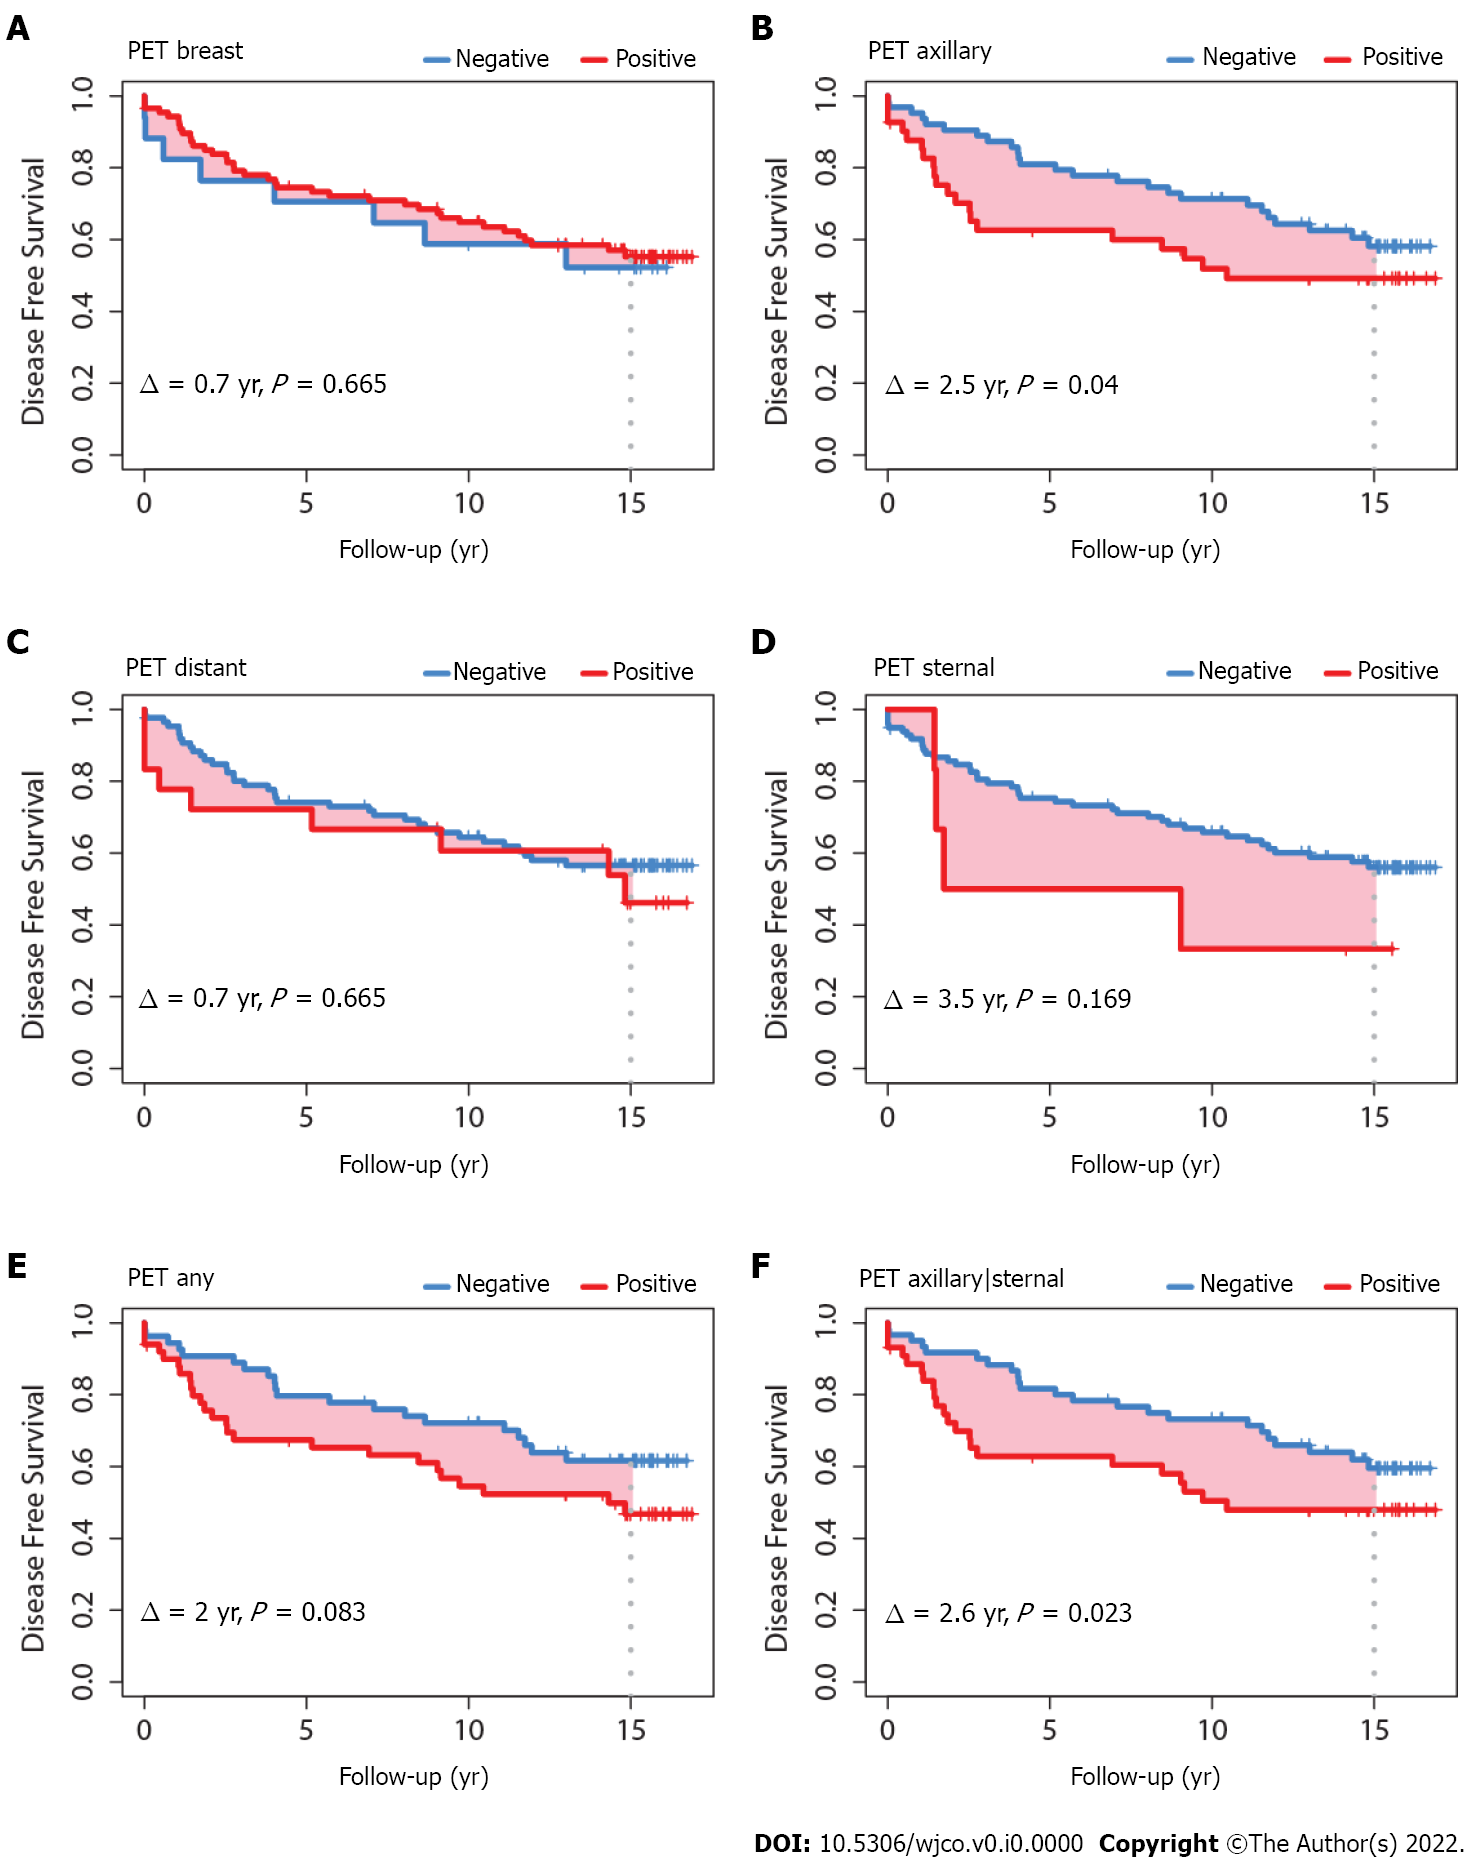 A
PET breast
Negative
Positive
Disease Free Survival
1.0
0.8
0.6
0.4
0.2
0.0
Δ = 0.7 yr, P = 0.665
0 5 10 15
Follow-up (yr)
B
PET axillary
Negative
Positive
Disease Free Survival
1.0
0.8
0.6
0.4
0.2
0.0
Δ = 2.5 yr, P = 0.04
0 5 10 15
Follow-up (yr)
C
PET distant
Negative
Positive
Disease Free Survival
1.0
0.8
0.6
0.4
0.2
0.0
Δ = 0.7 yr, P = 0.665
0 5 10 15
Follow-up (yr)
D
PET sternal
Negative
Positive
Disease Free Survival
1.0
0.8
0.6
0.4
0.2
0.0
Δ = 3.5 yr, P = 0.169
0 5 10 15
Follow-up (yr)
E
PET any
Negative
Positive
Disease Free Survival
1.0
0.8
0.6
0.4
0.2
0.0
Δ = 2 yr, P = 0.083
0 5 10 15
Follow-up (yr)
F
PET axillary|sternal
Negative
Positive
Disease Free Survival
1.0
0.8
0.6
0.4
0.2
0.0
Δ = 2.6 yr, P = 0.023
0 5 10 15
Follow-up (yr)
DOI: 10.5306/wjco.v0.i0.0000 Copyright ©The Author(s) 2022.